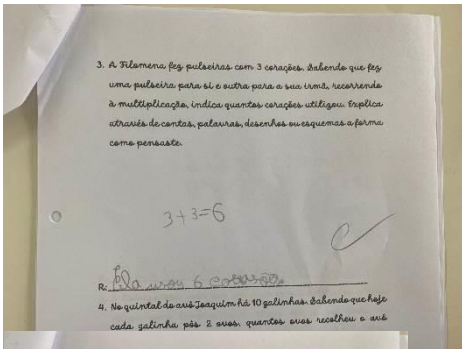 3. A Filomena fez pulseiras com 3 corações. Sabendo que fez
uma pulseira para si e outra para a sua irmã, recorrendo
à multiplicação, indica quantos corações utilizou. Explica
através de contas, palavras, desenhos ou esquemas a forma
como pensaste.
3+3=6
R: Ela usou 6 corações
4. No quintal do avô Joaquim há 10 galinhas. Sabendo que hoje
cada galinha pôs 2 ovos, quantos ovos recolheu o avô